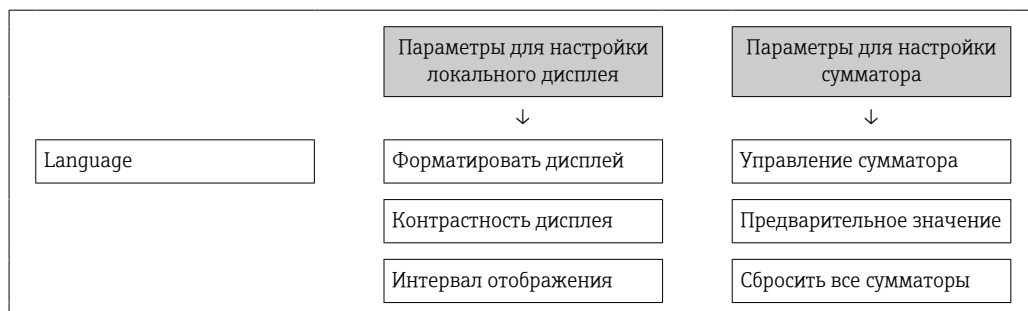 Параметры для настройки
локального дисплея
Параметры для настройки
сумматора
↓
↓
Language
Форматировать дисплей
Управление сумматора
Контрастность дисплея
Предварительное значение
Интервал отображения
Сбросить все сумматоры